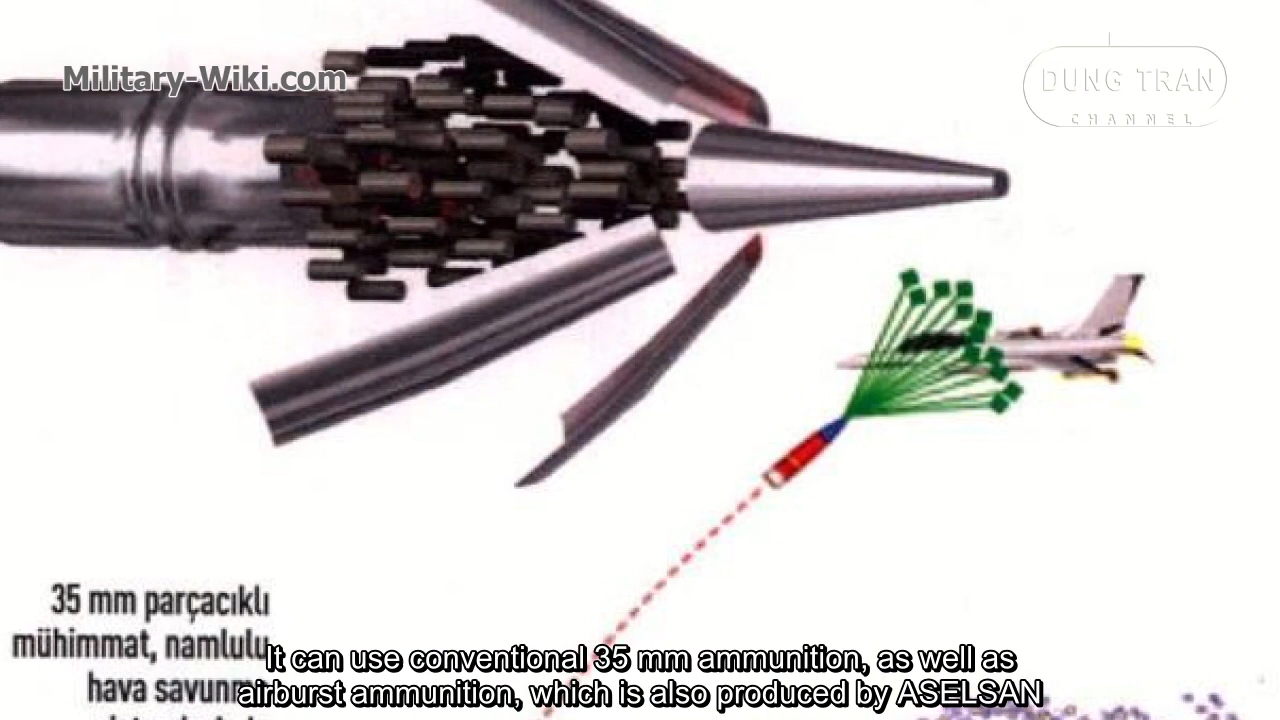 Military-Wiki.com
DUNG TRAN
CHANNEL
35 mm parçacıklı
mühimmat, namlulu
hava
It can use conventional 35 mm ammunition, as well as
airburst ammunition, which is also produced by ASELSAN